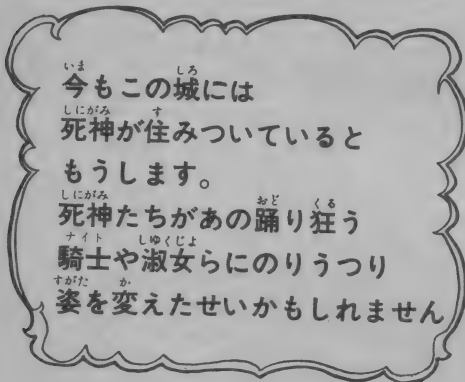 今もこの城には
死神が住みついていると
もうします。
死神たちがあの踊り狂う
騎士や淑女らにのりうつり
姿を変えたせいかもしれません